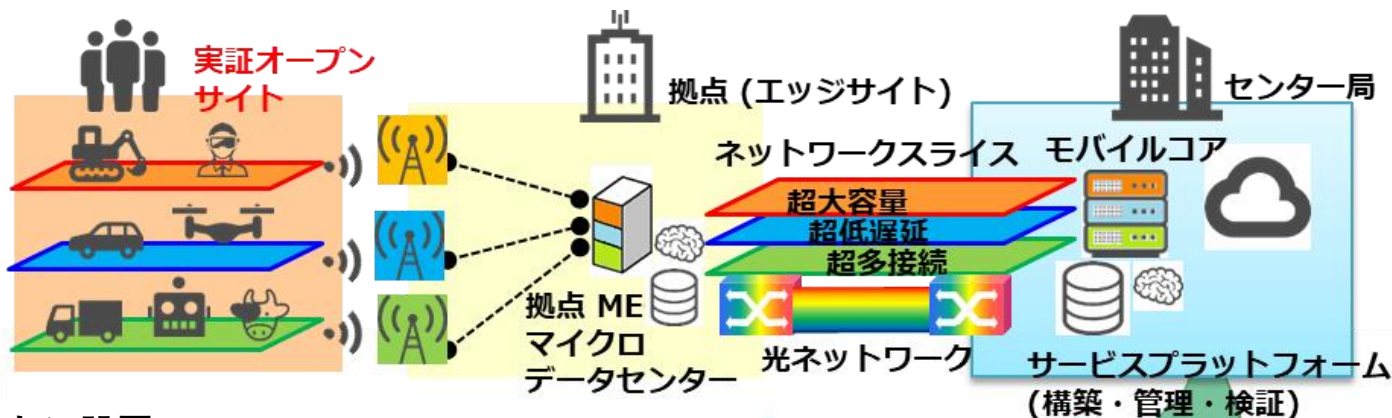 実証オープン
サイト
拠点 (エッジサイト)
センター局
ネットワークスライス
モバイルコア
超大容量
超低遅延
超多接続
拠点 ME
マイクロ
データセンター
光ネットワーク
サービスプラットフォーム
(構築・管理・検証)